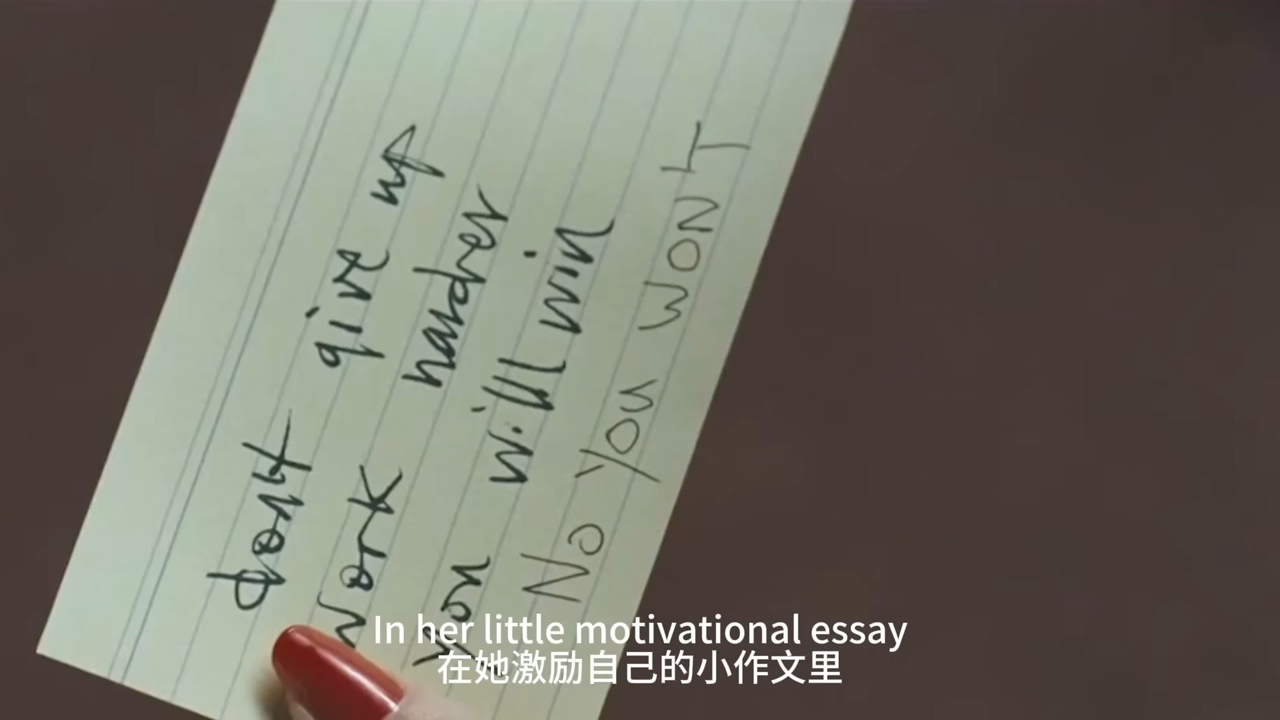 Dont give up
work harder
You will win
No You WONT
In her little motivational essay
在她激励自己的小作文里